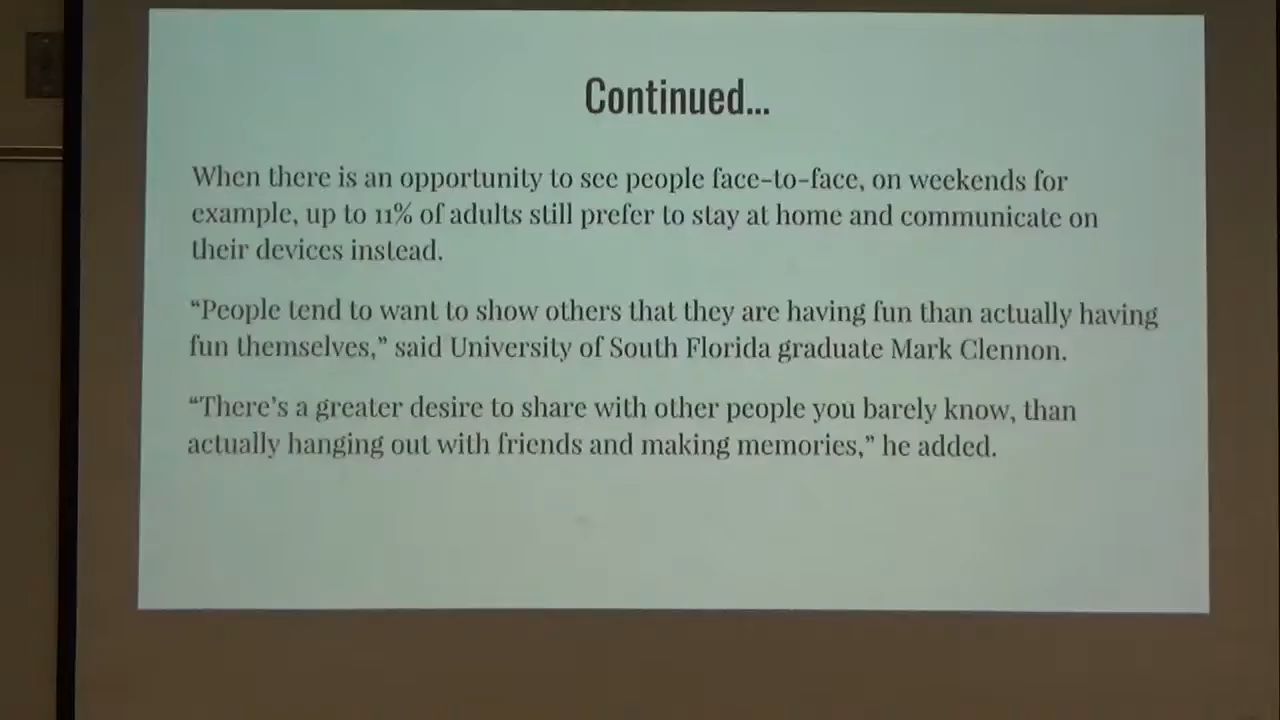 Continued...
When there is an opportunity to see people face-to-face, on weekends for
example, up to 11% of adults still prefer to stay at home and communicate on
their devices instead.
“People tend to want to show others that they are having fun than actually having
fun themselves,” said University of South Florida graduate Mark Clennon.
“There’s a greater desire to share with other people you barely know, than
actually hanging out with friends and making memories,” he added.